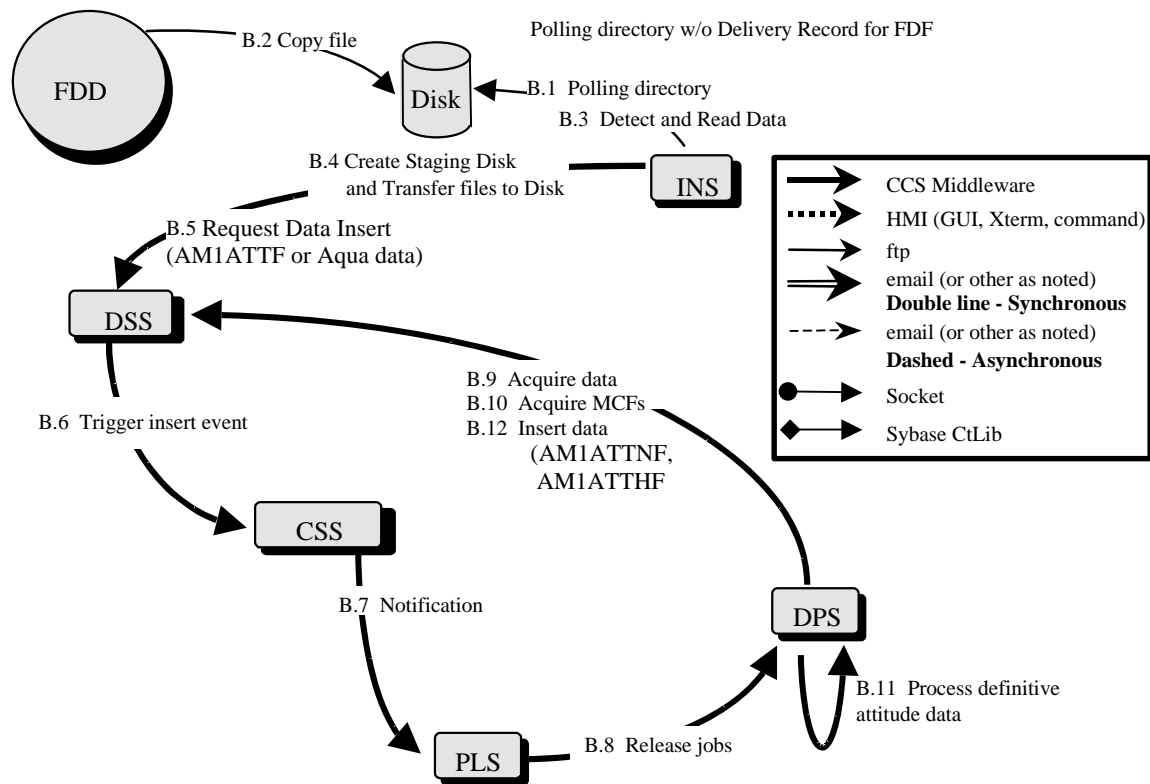 Polling directory w/o Delivery Record for FDF
B.2 Copy file
FDD
Disk
B.1 Polling directory
B.3 Detect and Read Data
B.4 Create Staging Disk
and Transfer files to Disk
INS
B.5 Request Data Insert
(AM1ATTF or Aqua data)
DSS
CCS Middleware
HMI (GUI, Xterm, command)
ftp
email (or other as noted)
Double line - Synchronous
email (or other as noted)
Dashed - Asynchronous
Socket
Sybase CtLib
B.9 Acquire data
B.10 Acquire MCFs
B.12 Insert data
(AM1ATTNF,
AM1ATTHF
B.6 Trigger insert event
CSS
B.7 Notification
DPS
B.11 Process definitive
attitude data
PLS
B.8 Release jobs